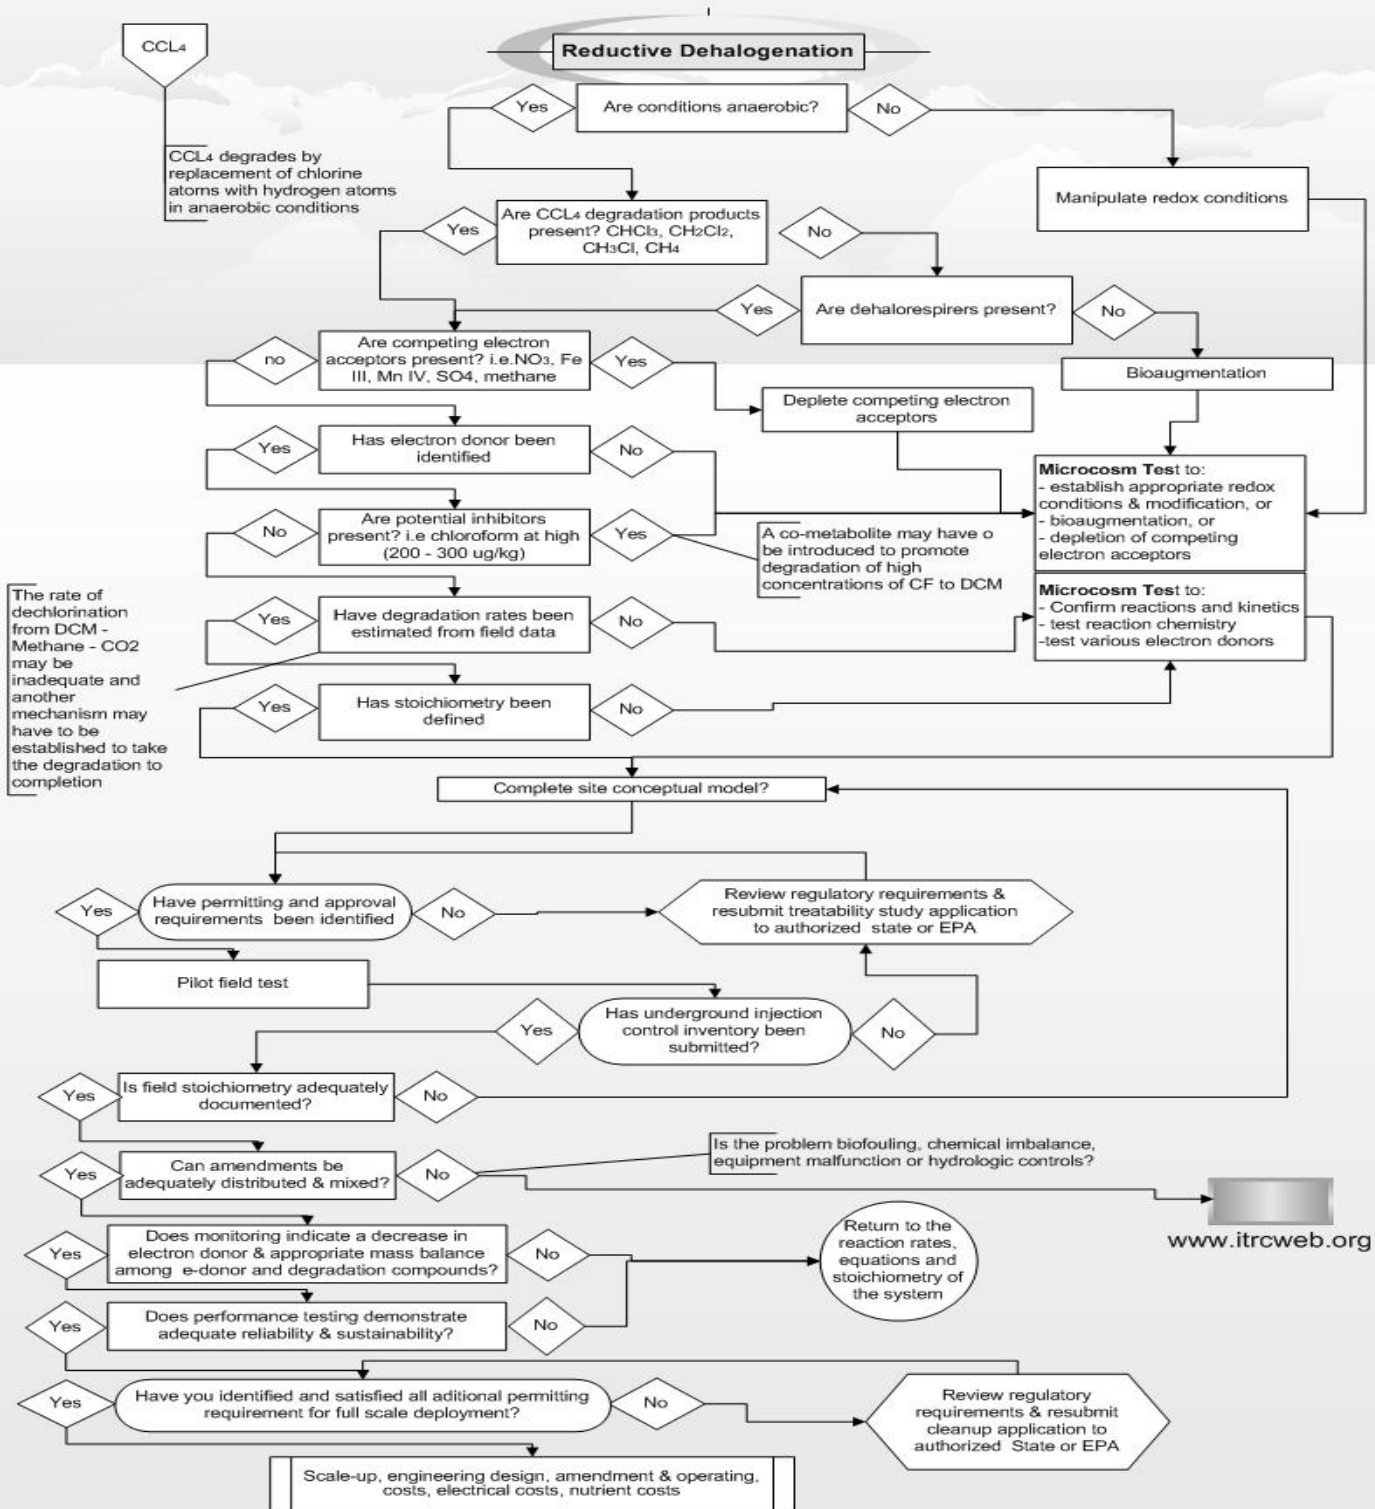 CCL4
Reductive Dehalogenation
Yes
Are conditions anaerobic?
No
CCL4 degrades by
replacement of chlorine
atoms with hydrogen atoms
in anaerobic conditions
Manipulate redox conditions
Yes
Are CCL4 degradation products
present? CHCl3, CH2Cl2,
CH3Cl, CH4
No
Yes
Are dehalorespirers present?
No
no
Are competing electron
acceptors present? i.e.NO3, Fe
III, Mn IV, SO4, methane
Yes
Bioaugmentation
Deplete competing electron
acceptors
Yes
Has electron donor been
identified
No
Microcosm Test to:
- establish appropriate redox
conditions & modification, or
- bioaugmentation, or
- depletion of competing
electron acceptors
No
Are potential inhibitors
present? i.e chloroform at high
(200 - 300 ug/kg)
Yes
A co-metabolite may have o
be introduced to promote
degradation of high
concentrations of CF to DCM
Microcosm Test to:
- Confirm reactions and kinetics
- test reaction chemistry
-test various electron donors
The rate of
dechlorination
from DCM -
Methane - CO2
may be
inadequate and
another
mechanism may
have to be
established to take
the degradation to
completion
Yes
Have degradation rates been
estimated from field data
No
Yes
Has stoichiometry been
defined
No
Complete site conceptual model?
Yes
Have permitting and approval
requirements been identified
No
Review regulatory requirements &
resubmit treatability study application
to authorized state or EPA
Pilot field test
Yes
Has underground injection
control inventory been
submitted?
No
Yes
Is field stoichiometry adequately
documented?
No
Is the problem biofouling, chemical imbalance,
equipment malfunction or hydrologic controls?
Yes
Can amendments be
adequately distributed & mixed?
No
www.itrcweb.org
Yes
Does monitoring indicate a decrease in
electron donor & appropriate mass balance
among e-donor and degradation compounds?
No
Return to the
reaction rates,
equations and
stoichiometry of
the system
Yes
Does performance testing demonstrate
adequate reliability & sustainability?
No
Yes
Have you identified and satisfied all aditional permitting
requirement for full scale deployment?
No
Review regulatory
requirements & resubmit
cleanup application to
authorized State or EPA
Scale-up, engineering design, amendment & operating,
costs, electrical costs, nutrient costs